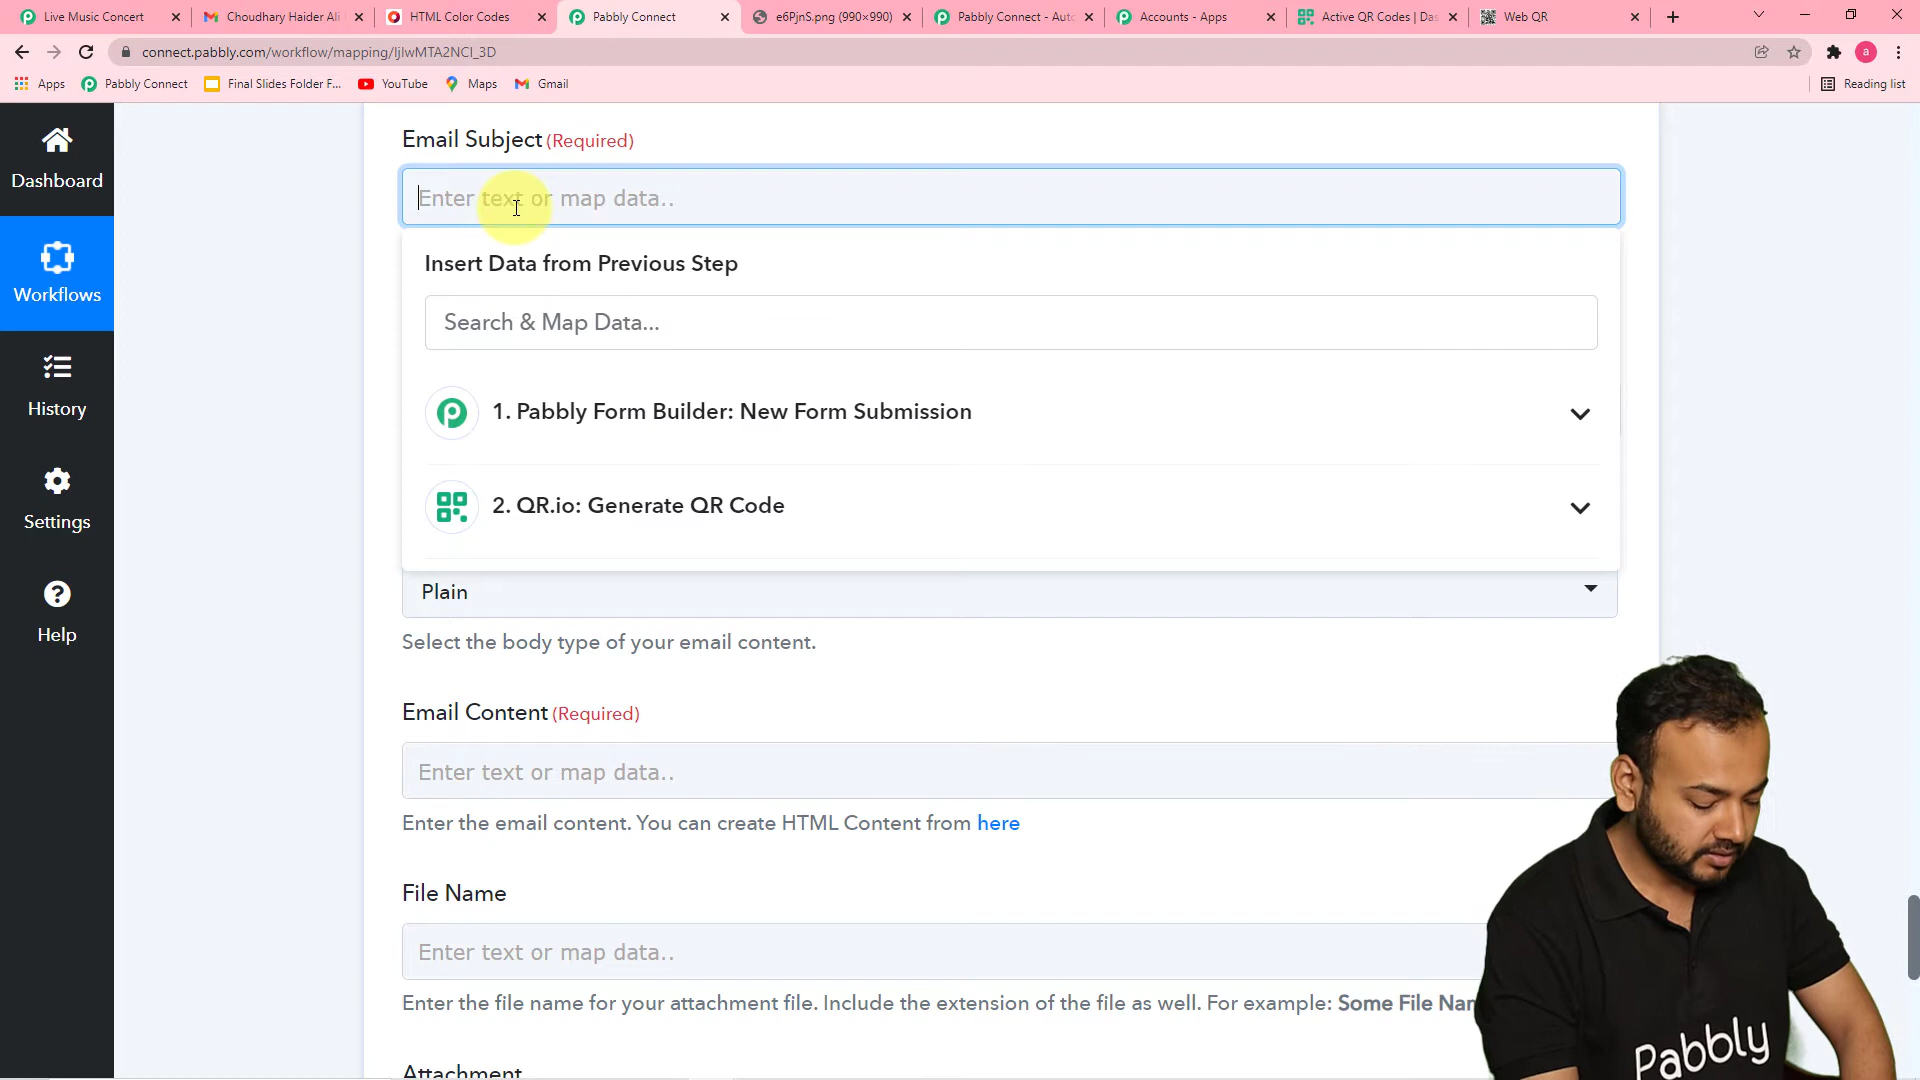 Live Music Concert
Choudhary Haider Ali
HTML Color Codes
Pabbly Connect
e6PjnS.png (990×990)
Pabbly Connect - Auto
Accounts - Apps
Active QR Codes | Das
Web QR
connect.pabbly.com/workflow/mapping/IjIwMTA2NCI_3D
Apps
Pabbly Connect
Final Slides Folder F...
YouTube
Maps
Gmail
Reading list
Dashboard
Workflows
History
Settings
Help
Email Subject (Required)
Enter text or map data..
Insert Data from Previous Step
Search & Map Data...
1. Pabbly Form Builder: New Form Submission
2. QR.io: Generate QR Code
Plain
Select the body type of your email content.
Email Content (Required)
Enter text or map data..
Enter the email content. You can create HTML Content from here
File Name
Enter text or map data..
Enter the file name for your attachment file. Include the extension of the file as well. For example: Some File Nam
Attachment
Pabbly